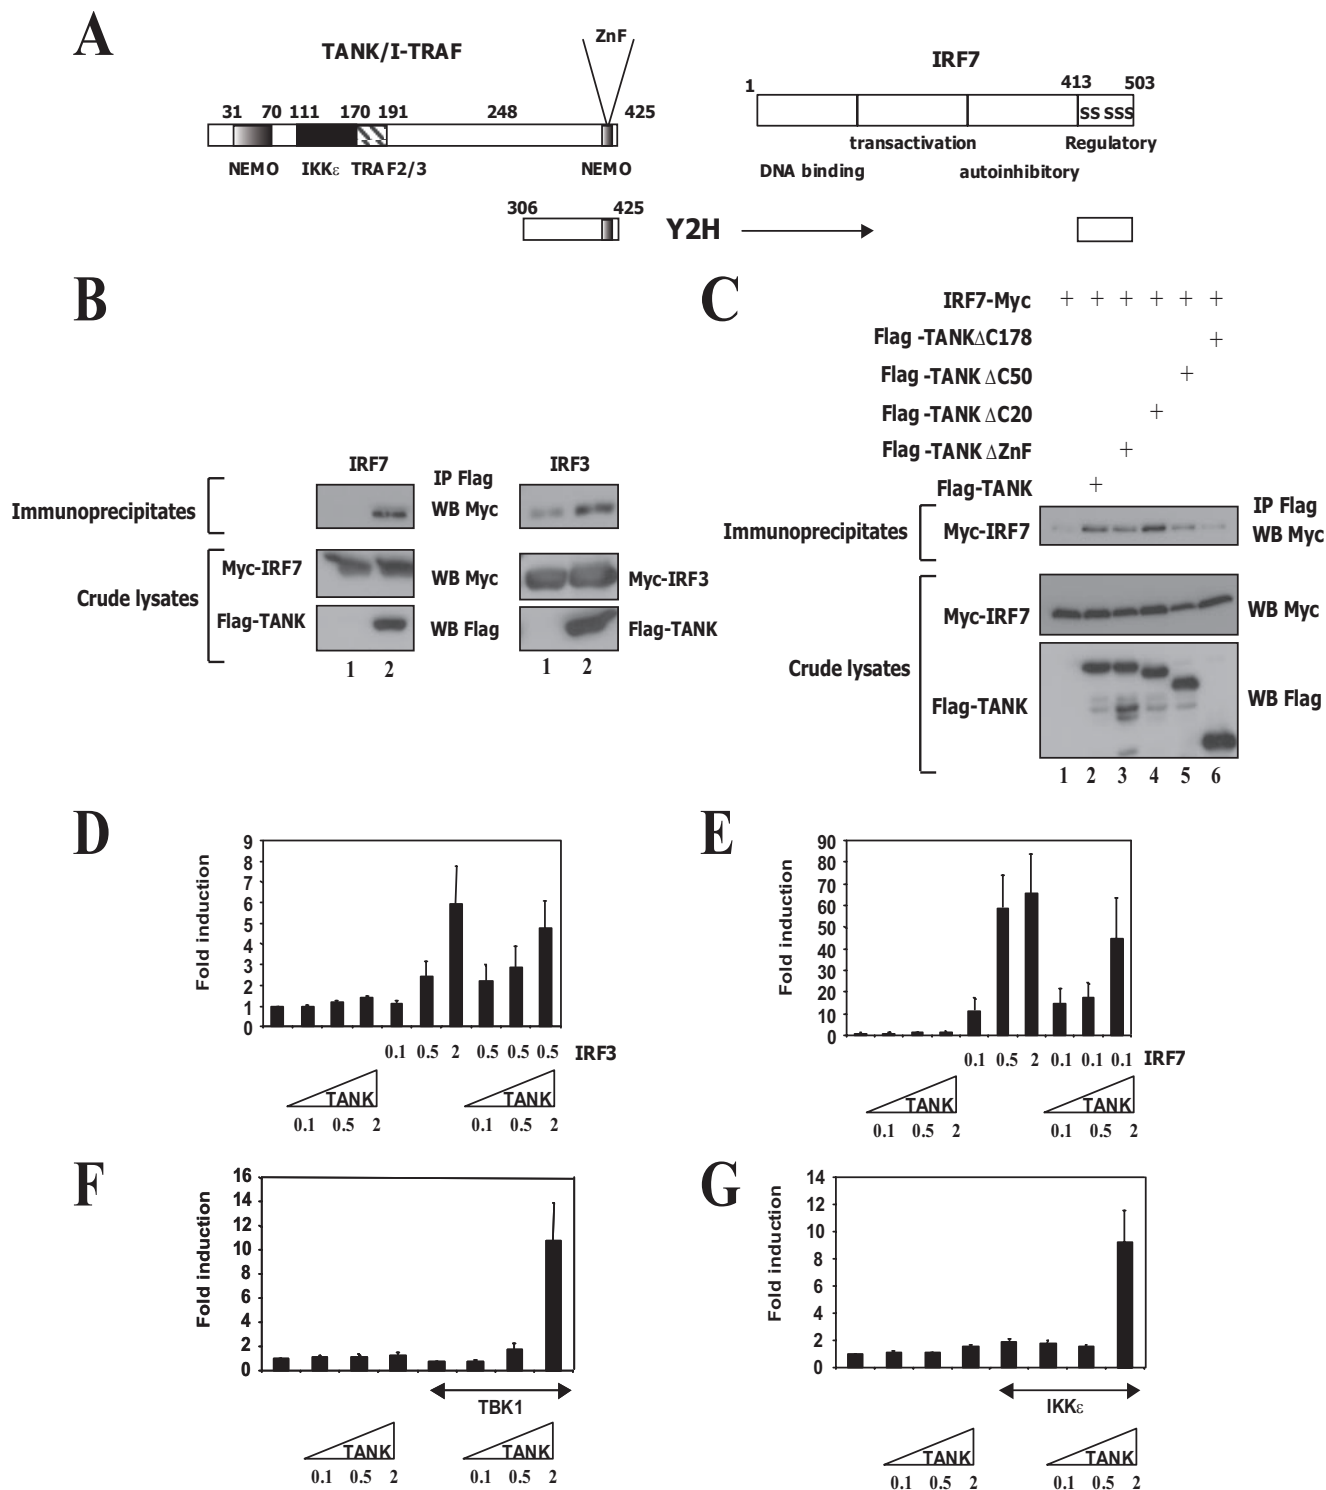 A
TANK/I-TRAF
ZnF
31 70 111 170 191 248 425
NEMO IKKε TRAF2/3 NEMO
306 425
Y2H
IRF7
1 413 503
SS SSS
transactivation Regulatory
DNA binding autoinhibitory
B
IRF7 IP Flag IRF3
Immunoprecipitates WB Myc
Crude lysates
Myc-IRF7 WB Myc Myc-IRF3
Flag-TANK WB Flag Flag-TANK
1 2 1 2
C
IRF7-Myc + + + + + +
Flag -TANKΔC178 +
Flag -TANK ΔC50 +
Flag -TANK ΔC20 +
Flag -TANK ΔZnF +
Flag-TANK +
Immunoprecipitates Myc-IRF7 IP Flag
WB Myc
Myc-IRF7 WB Myc
Crude lysates
Flag-TANK WB Flag
1 2 3 4 5 6
D
Fold induction
9
8
7
6
5
4
3
2
1
0
0.1 0.5 2 0.5 0.5 0.5 IRF3
TANK TANK
0.1 0.5 2 0.1 0.5 2
E
Fold induction
90
80
70
60
50
40
30
20
10
0
0.1 0.5 2 0.1 0.1 0.1 IRF7
TANK TANK
0.1 0.5 2 0.1 0.5 2
F
Fold induction
16
14
12
10
8
6
4
2
0
TBK1
TANK TANK
0.1 0.5 2 0.1 0.5 2
G
Fold induction
14
12
10
8
6
4
2
0
IKKε
TANK TANK
0.1 0.5 2 0.1 0.5 2